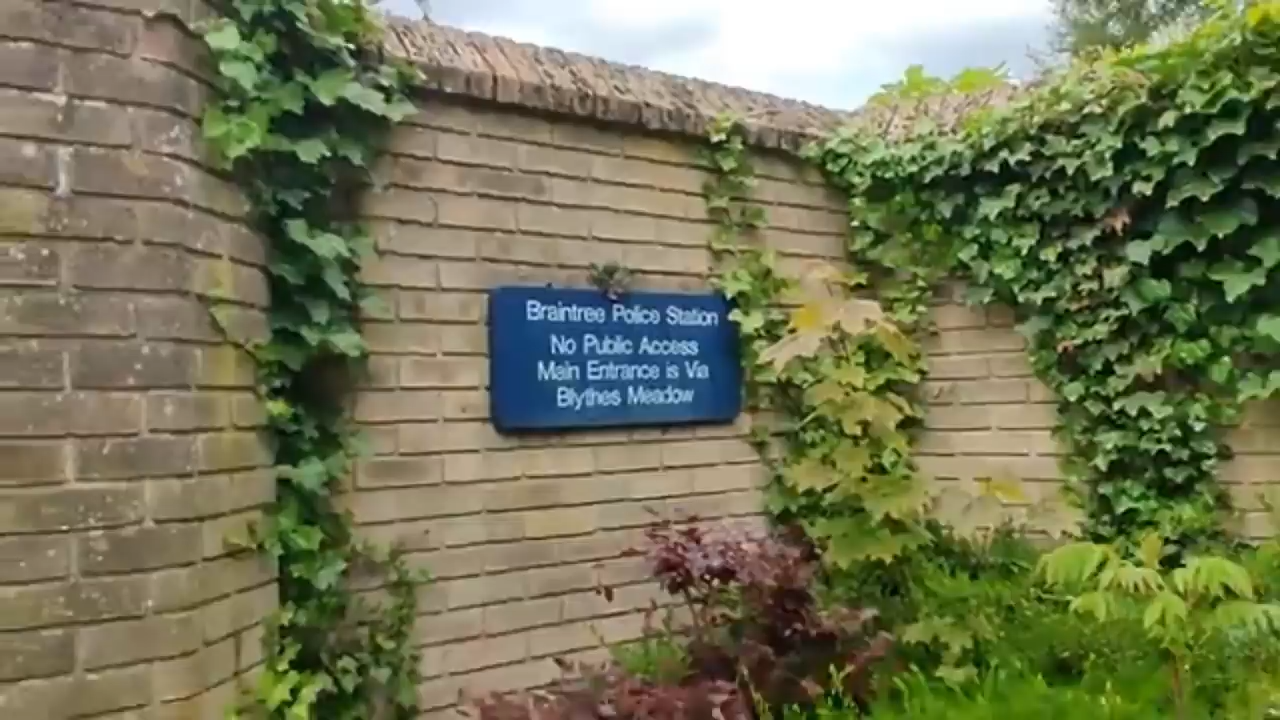 Braintree Police Station
No Public Access
Main Entrance is Via
Blythes Meadow